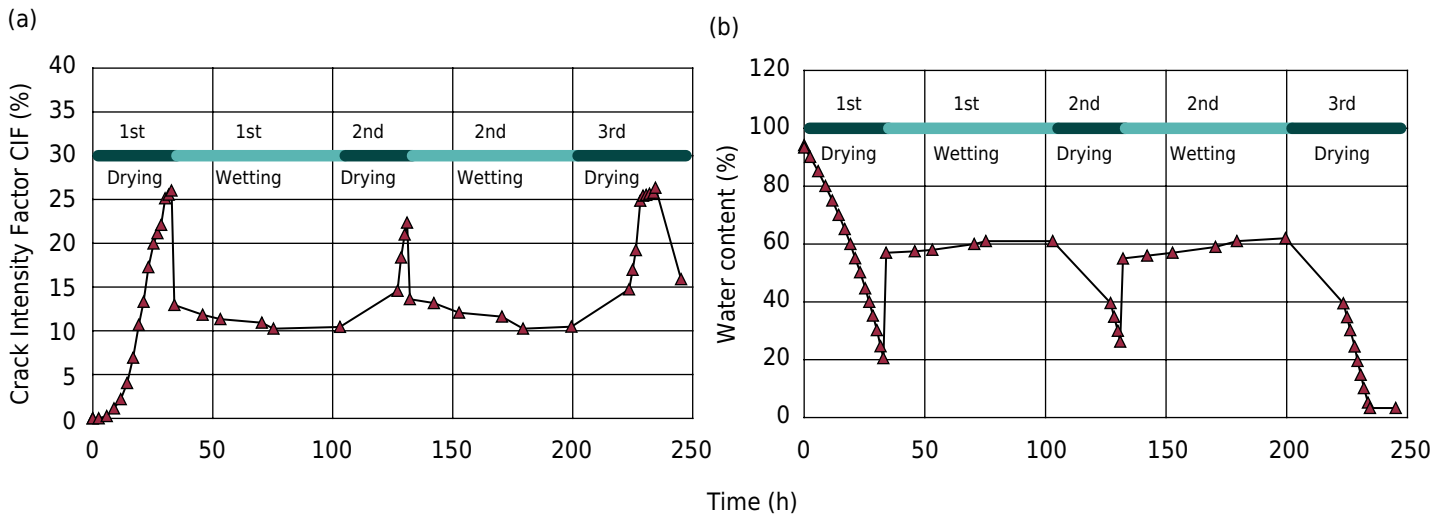 (a)
Crack Intensity Factor CIF (%)
40
35
30
25
20
15
10
5
0
1st
1st
2nd
2nd
3rd
Drying
Wetting
Drying
Wetting
Drying
0
50
100
150
200
250
(b)
Water content (%)
120
100
80
60
40
20
0
1st
1st
2nd
2nd
3rd
Drying
Wetting
Drying
Wetting
Drying
0
50
100
150
200
250
Time (h)